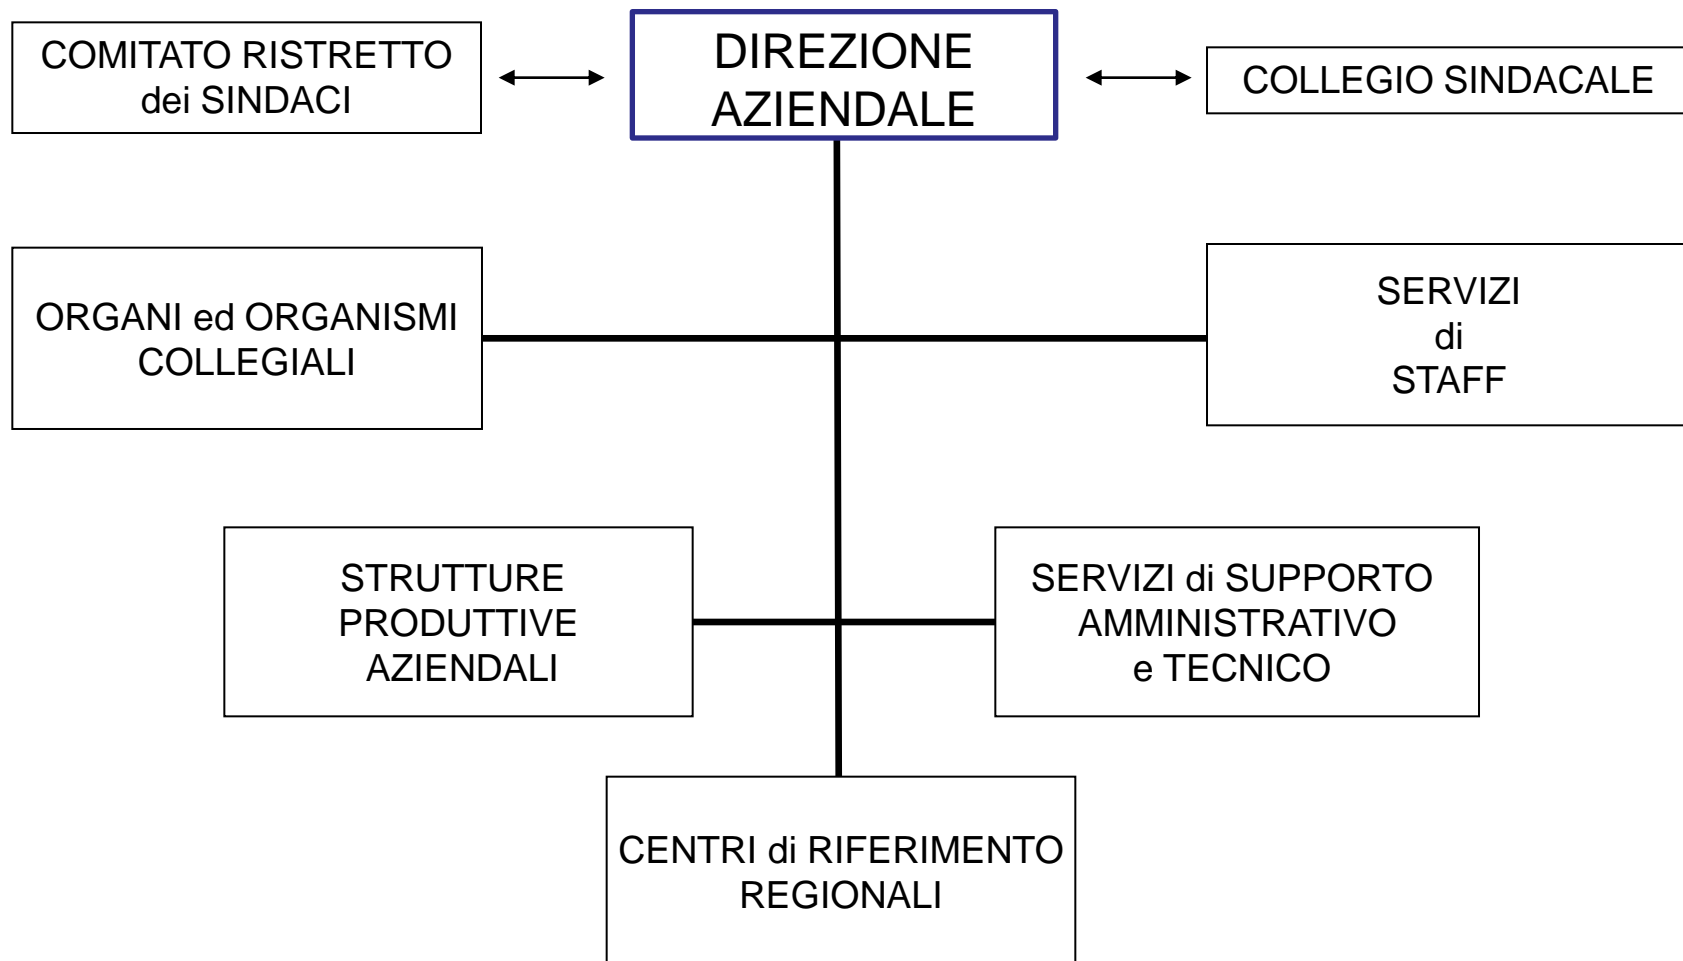 COMITATO RISTRETTO
dei SINDACI
DIREZIONE
AZIENDALE
COLLEGIO SINDACALE
ORGANI ed ORGANISMI
COLLEGIALI
SERVIZI
di
STAFF
STRUTTURE
PRODUTTIVE
AZIENDALI
SERVIZI di SUPPORTO
AMMINISTRATIVO
e TECNICO
CENTRI di RIFERIMENTO
REGIONALI